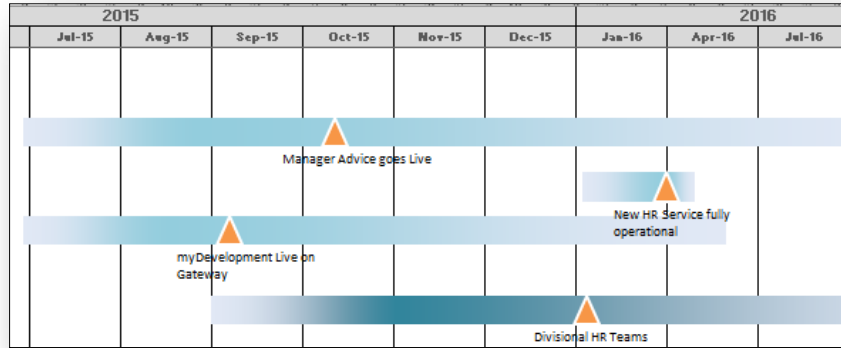 2015 2016
Jul-15 Aug-15 Sep-15 Oct-15 Nov-15 Dec-15 Jan-16 Apr-16 Jul-16
Manager Advice goes Live
New HR Service fully
operational
myDevelopment Live on
Gateway
Divisional HR Teams